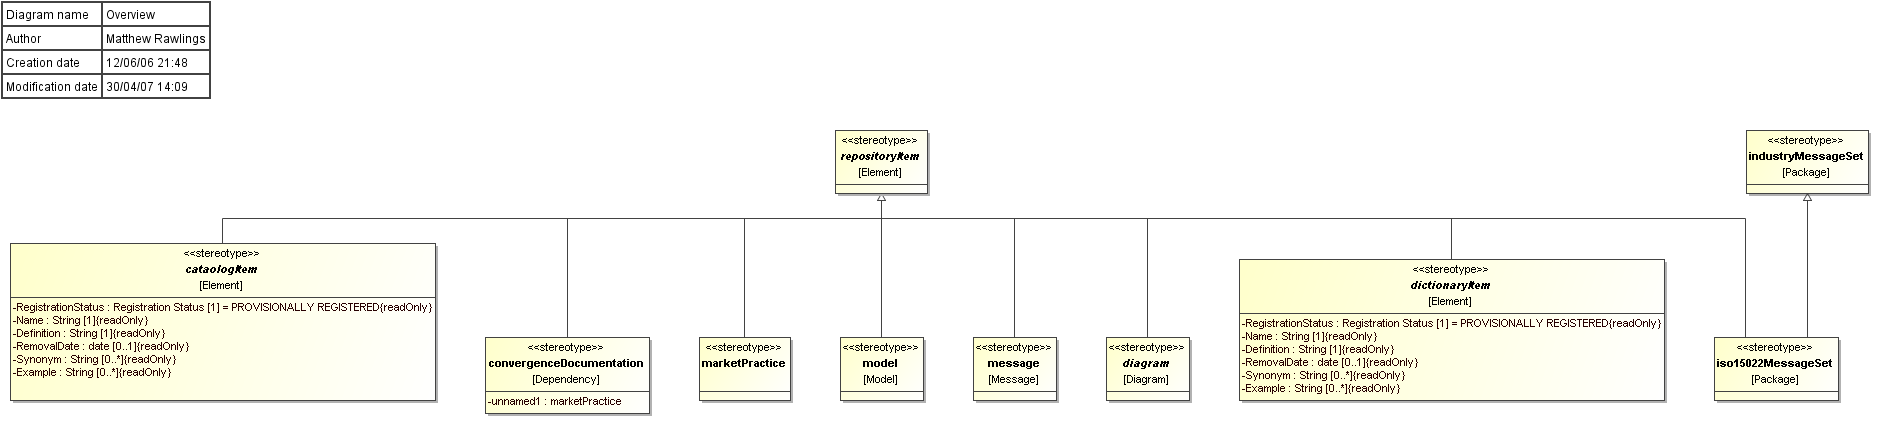 Diagram name Overview
Author Matthew Rawlings
Creation date 12/06/06 21:48
Modification date 30/04/07 14:09
<<stereotype>>
repositoryItem
[Element]
<<stereotype>>
industryMessageSet
[Package]
<<stereotype>>
cataologItem
[Element]
-RegistrationStatus : Registration Status [1] = PROVISIONALLY REGISTERED{readOnly}
-Name : String [1]{readOnly}
-Definition : String [1]{readOnly}
-RemovalDate : date [0..1]{readOnly}
-Synonym : String [0..*]{readOnly}
-Example : String [0..*]{readOnly}
<<stereotype>>
convergenceDocumentation
[Dependency]
-unnamed1 : marketPractice
<<stereotype>>
marketPractice
<<stereotype>>
model
[Model]
<<stereotype>>
message
[Message]
<<stereotype>>
diagram
[Diagram]
<<stereotype>>
dictionaryItem
[Element]
-RegistrationStatus : Registration Status [1] = PROVISIONALLY REGISTERED{readOnly}
-Name : String [1]{readOnly}
-Definition : String [1]{readOnly}
-RemovalDate : date [0..1]{readOnly}
-Synonym : String [0..*]{readOnly}
-Example : String [0..*]{readOnly}
<<stereotype>>
iso15022MessageSet
[Package]